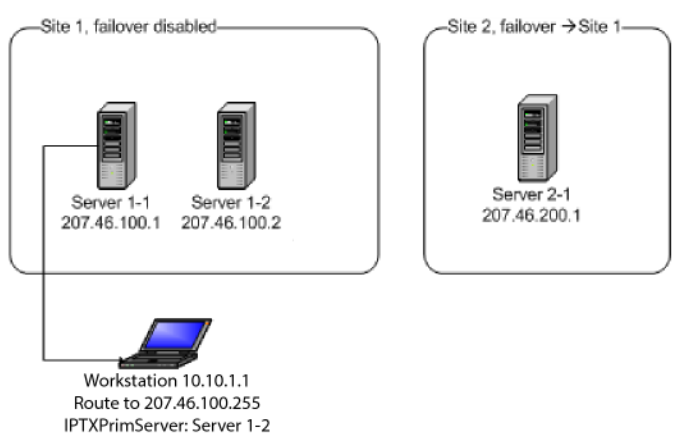 Site 1, failover disabled
Site 2, failover →Site 1
Server 1-1
207.46.100.1
Server 1-2
207.46.100.2
Server 2-1
207.46.200.1
Workstation 10.10.1.1
Route to 207.46.100.255
IPTXPrimServer: Server 1-2